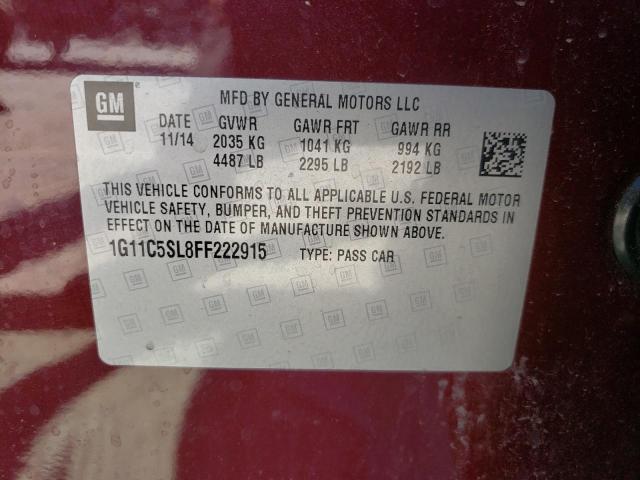 GM MFD BY GENERAL MOTORS LLC
DATE GVWR GAWR FRT GAWR RR
11/14 2035 KG 1041 KG 994 KG
4487 LB 2295 LB 2192 LB
THIS VEHICLE CONFORMS TO ALL APPLICABLE U.S. FEDERAL MOTOR
VEHICLE SAFETY, BUMPER, AND THEFT PREVENTION STANDARDS IN
EFFECT ON THE DATE OF MANUFACTURE SHOWN ABOVE.
1G11C5SL8FF222915 TYPE: PASS CAR